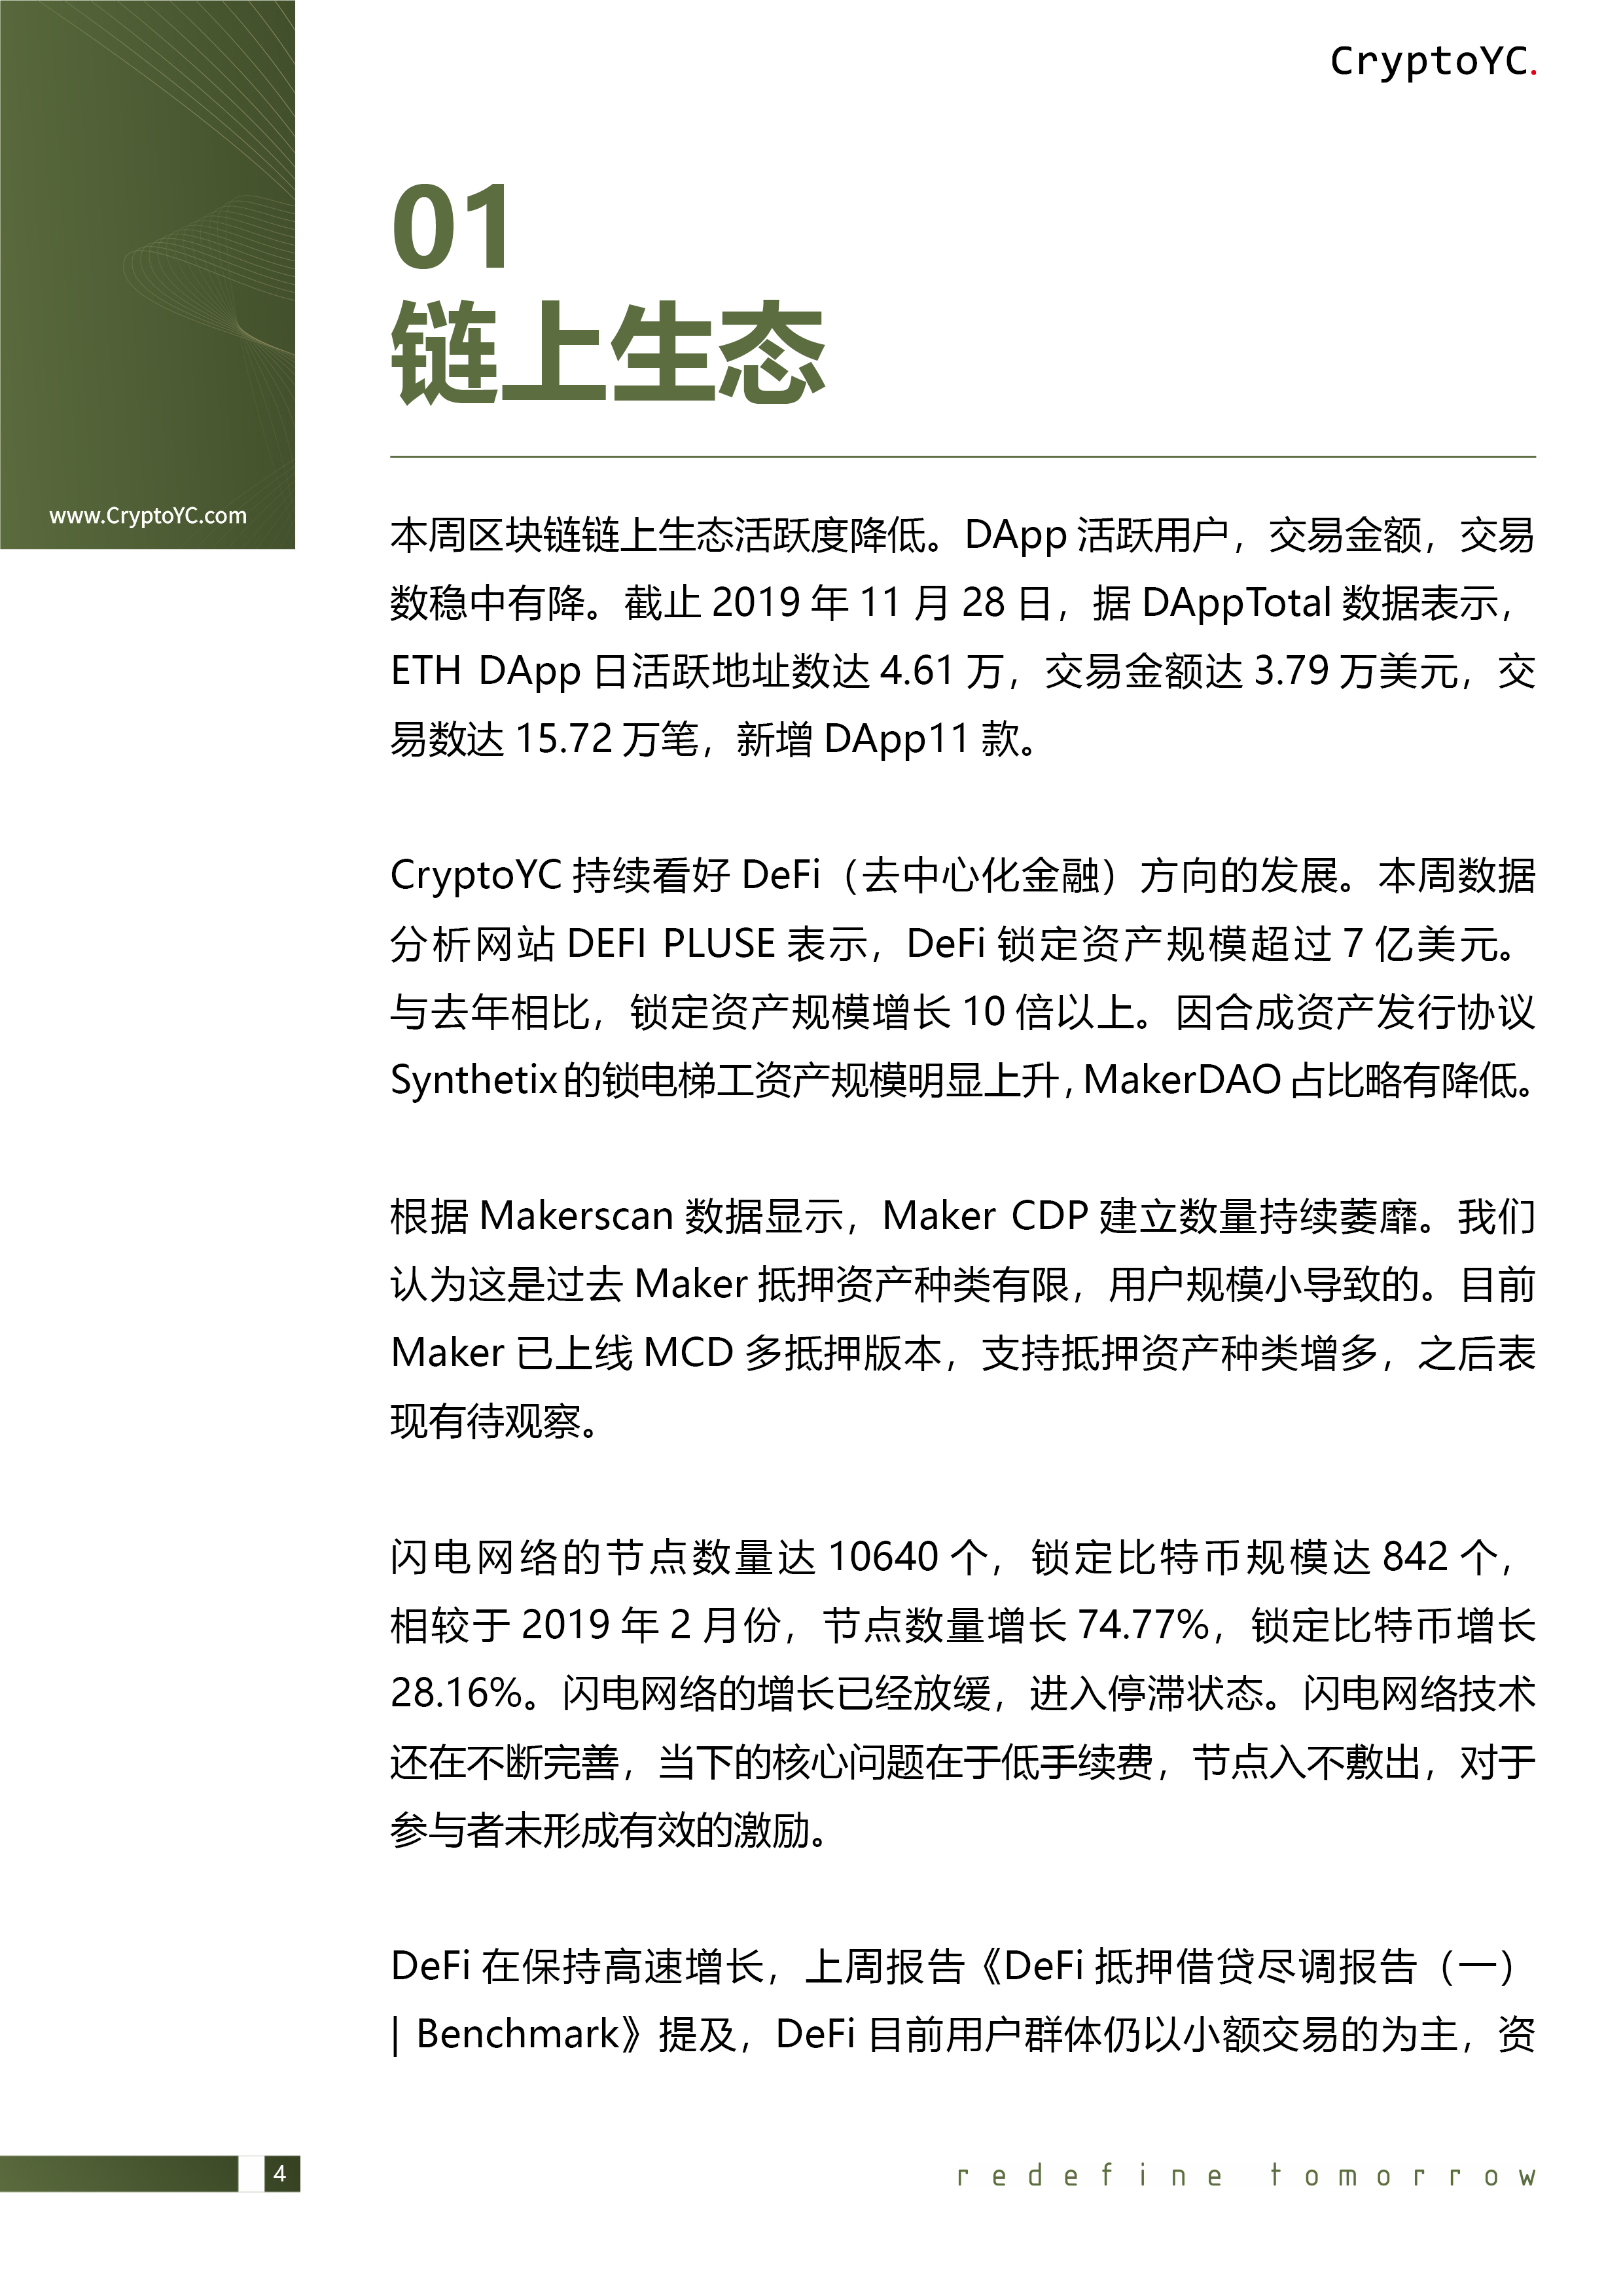 CryptoYC.
01
链上生态
www.CryptoYC.com
本周区块链链上生态活跃度降低。DApp 活跃用户，交易金额，交易
数稳中有降。截止 2019 年 11 月 28 日，据 DAppTotal 数据表示，
ETH DApp 日活跃地址数达 4.61 万，交易金额达 3.79 万美元，交
易数达 15.72 万笔，新增 DApp11 款。
CryptoYC 持续看好 DeFi（去中心化金融）方向的发展。本周数据
分析网站 DEFI PLUSE 表示，DeFi 锁定资产规模超过 7 亿美元。
与去年相比，锁定资产规模增长 10 倍以上。因合成资产发行协议
Synthetix 的锁电梯工资产规模明显上升，MakerDAO 占比略有降低。
根据 Makerscan 数据显示，Maker CDP 建立数量持续萎靡。我们
认为这是过去 Maker 抵押资产种类有限，用户规模小导致的。目前
Maker 已上线 MCD 多抵押版本，支持抵押资产种类增多，之后表
现有待观察。
闪电网络的节点数量达 10640 个，锁定比特币规模达 842 个，
相较于 2019 年 2 月份，节点数量增长 74.77%，锁定比特币增长
28.16%。闪电网络的增长已经放缓，进入停滞状态。闪电网络技术
还在不断完善，当下的核心问题在于低手续费，节点入不敷出，对于
参与者未形成有效的激励。
DeFi 在保持高速增长，上周报告《DeFi 抵押借贷尽调报告（一）
| Benchmark》提及，DeFi 目前用户群体仍以小额交易的为主，资
4
redefine tomorrow